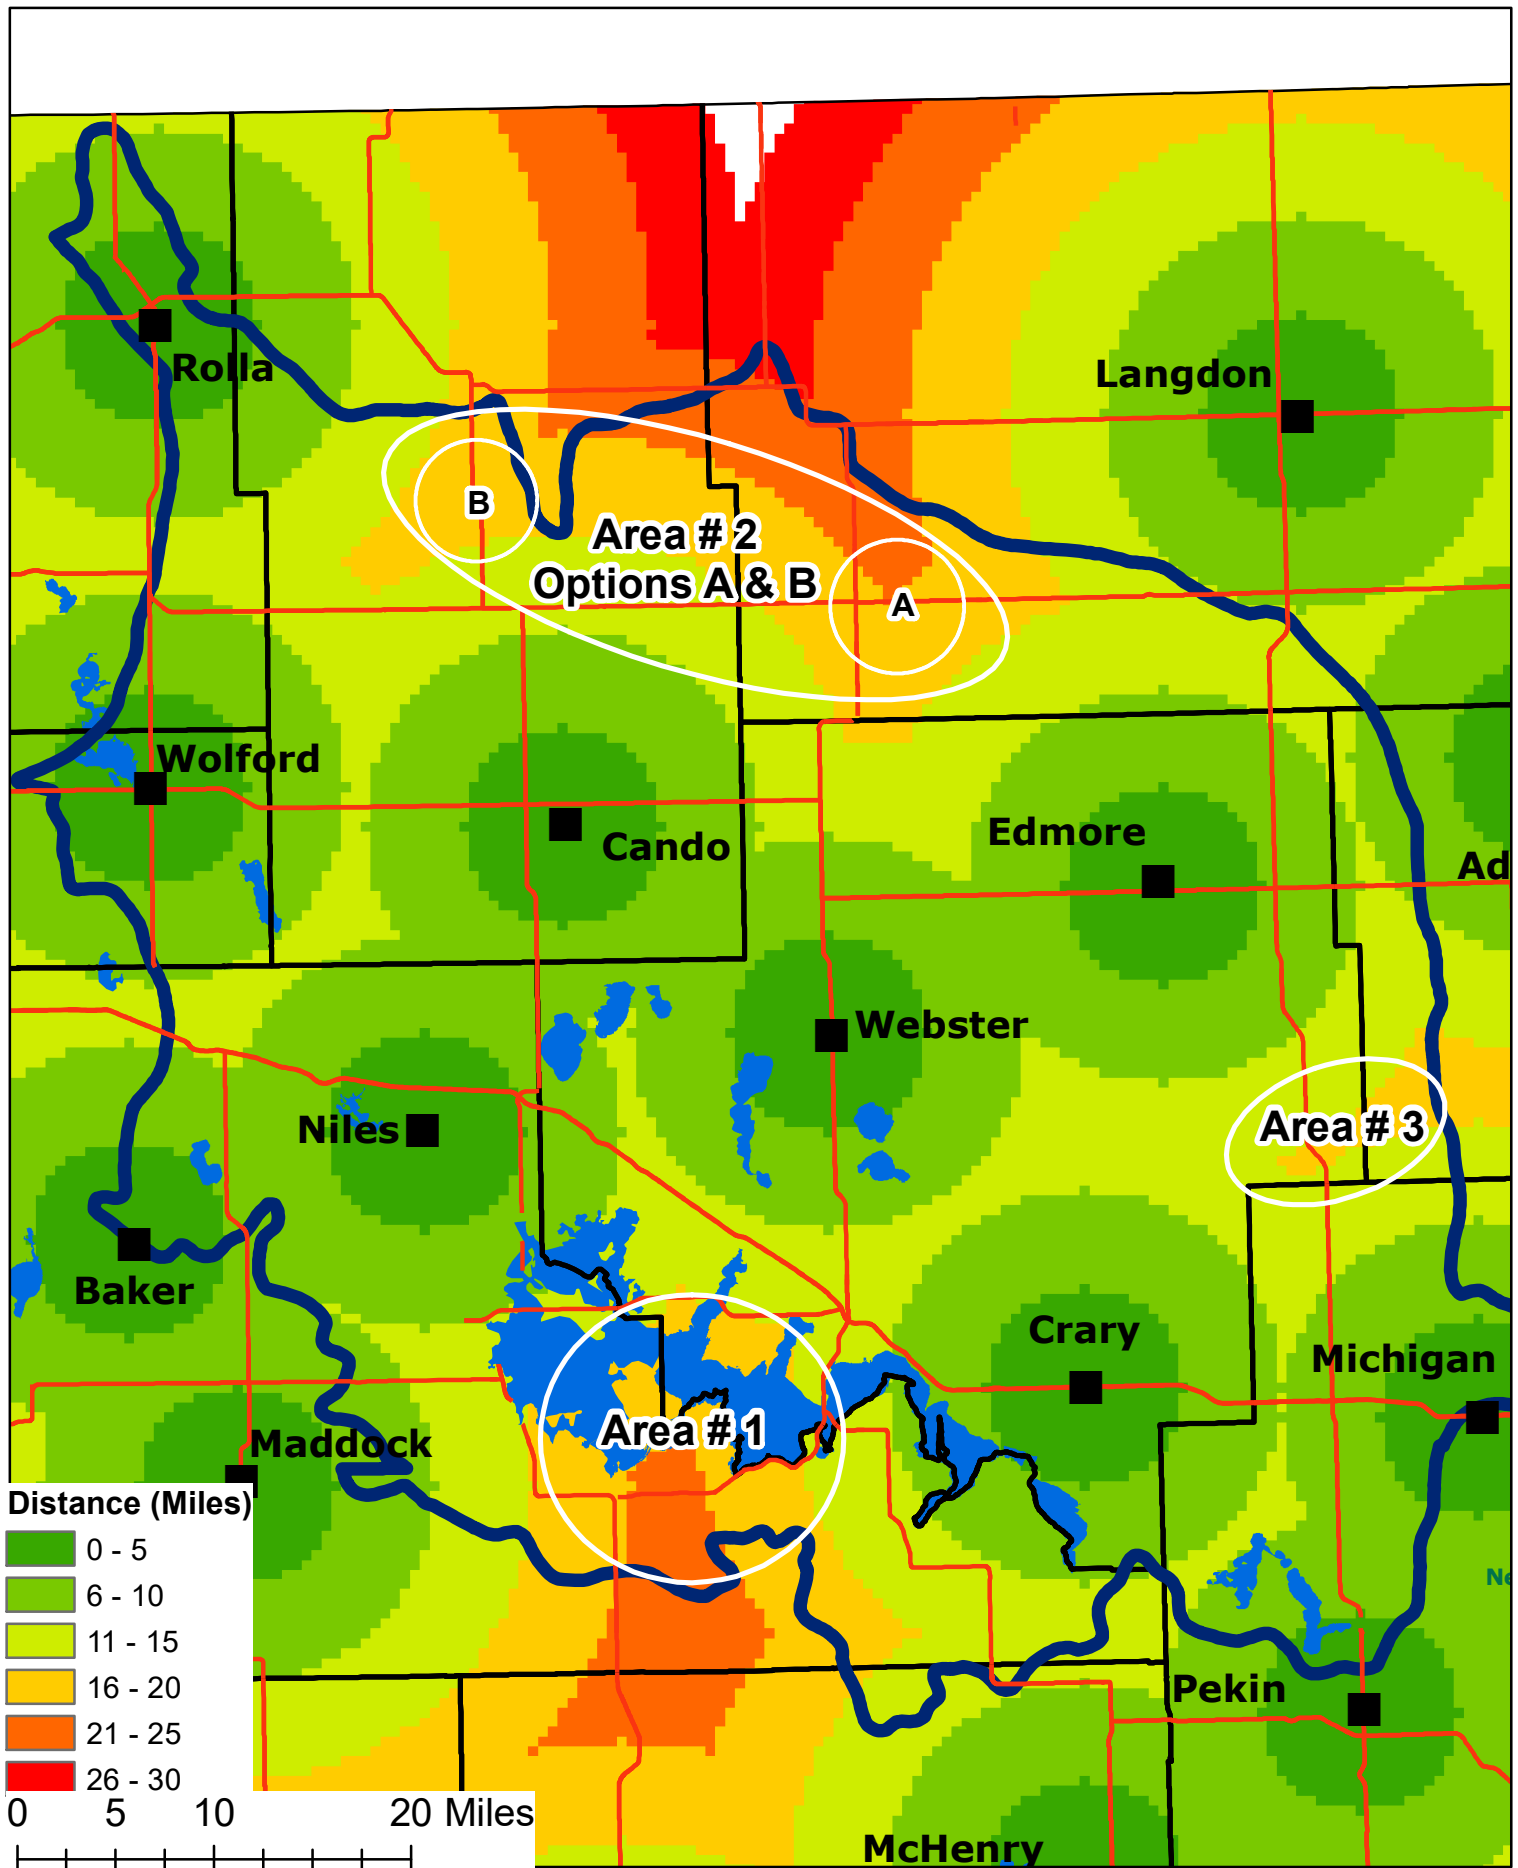 Rolla
Langdon
B
Area # 2
Options A & B
A
Wolford
Cando
Edmore
Ad
Webster
Niles
Area # 3
Baker
Crary
Michigan
Area # 1
Maddock
Distance (Miles)
0 - 5
6 - 10
11 - 15
16 - 20
21 - 25
26 - 30
Ne
Pekin
0 5 10 20 Miles
McHenry